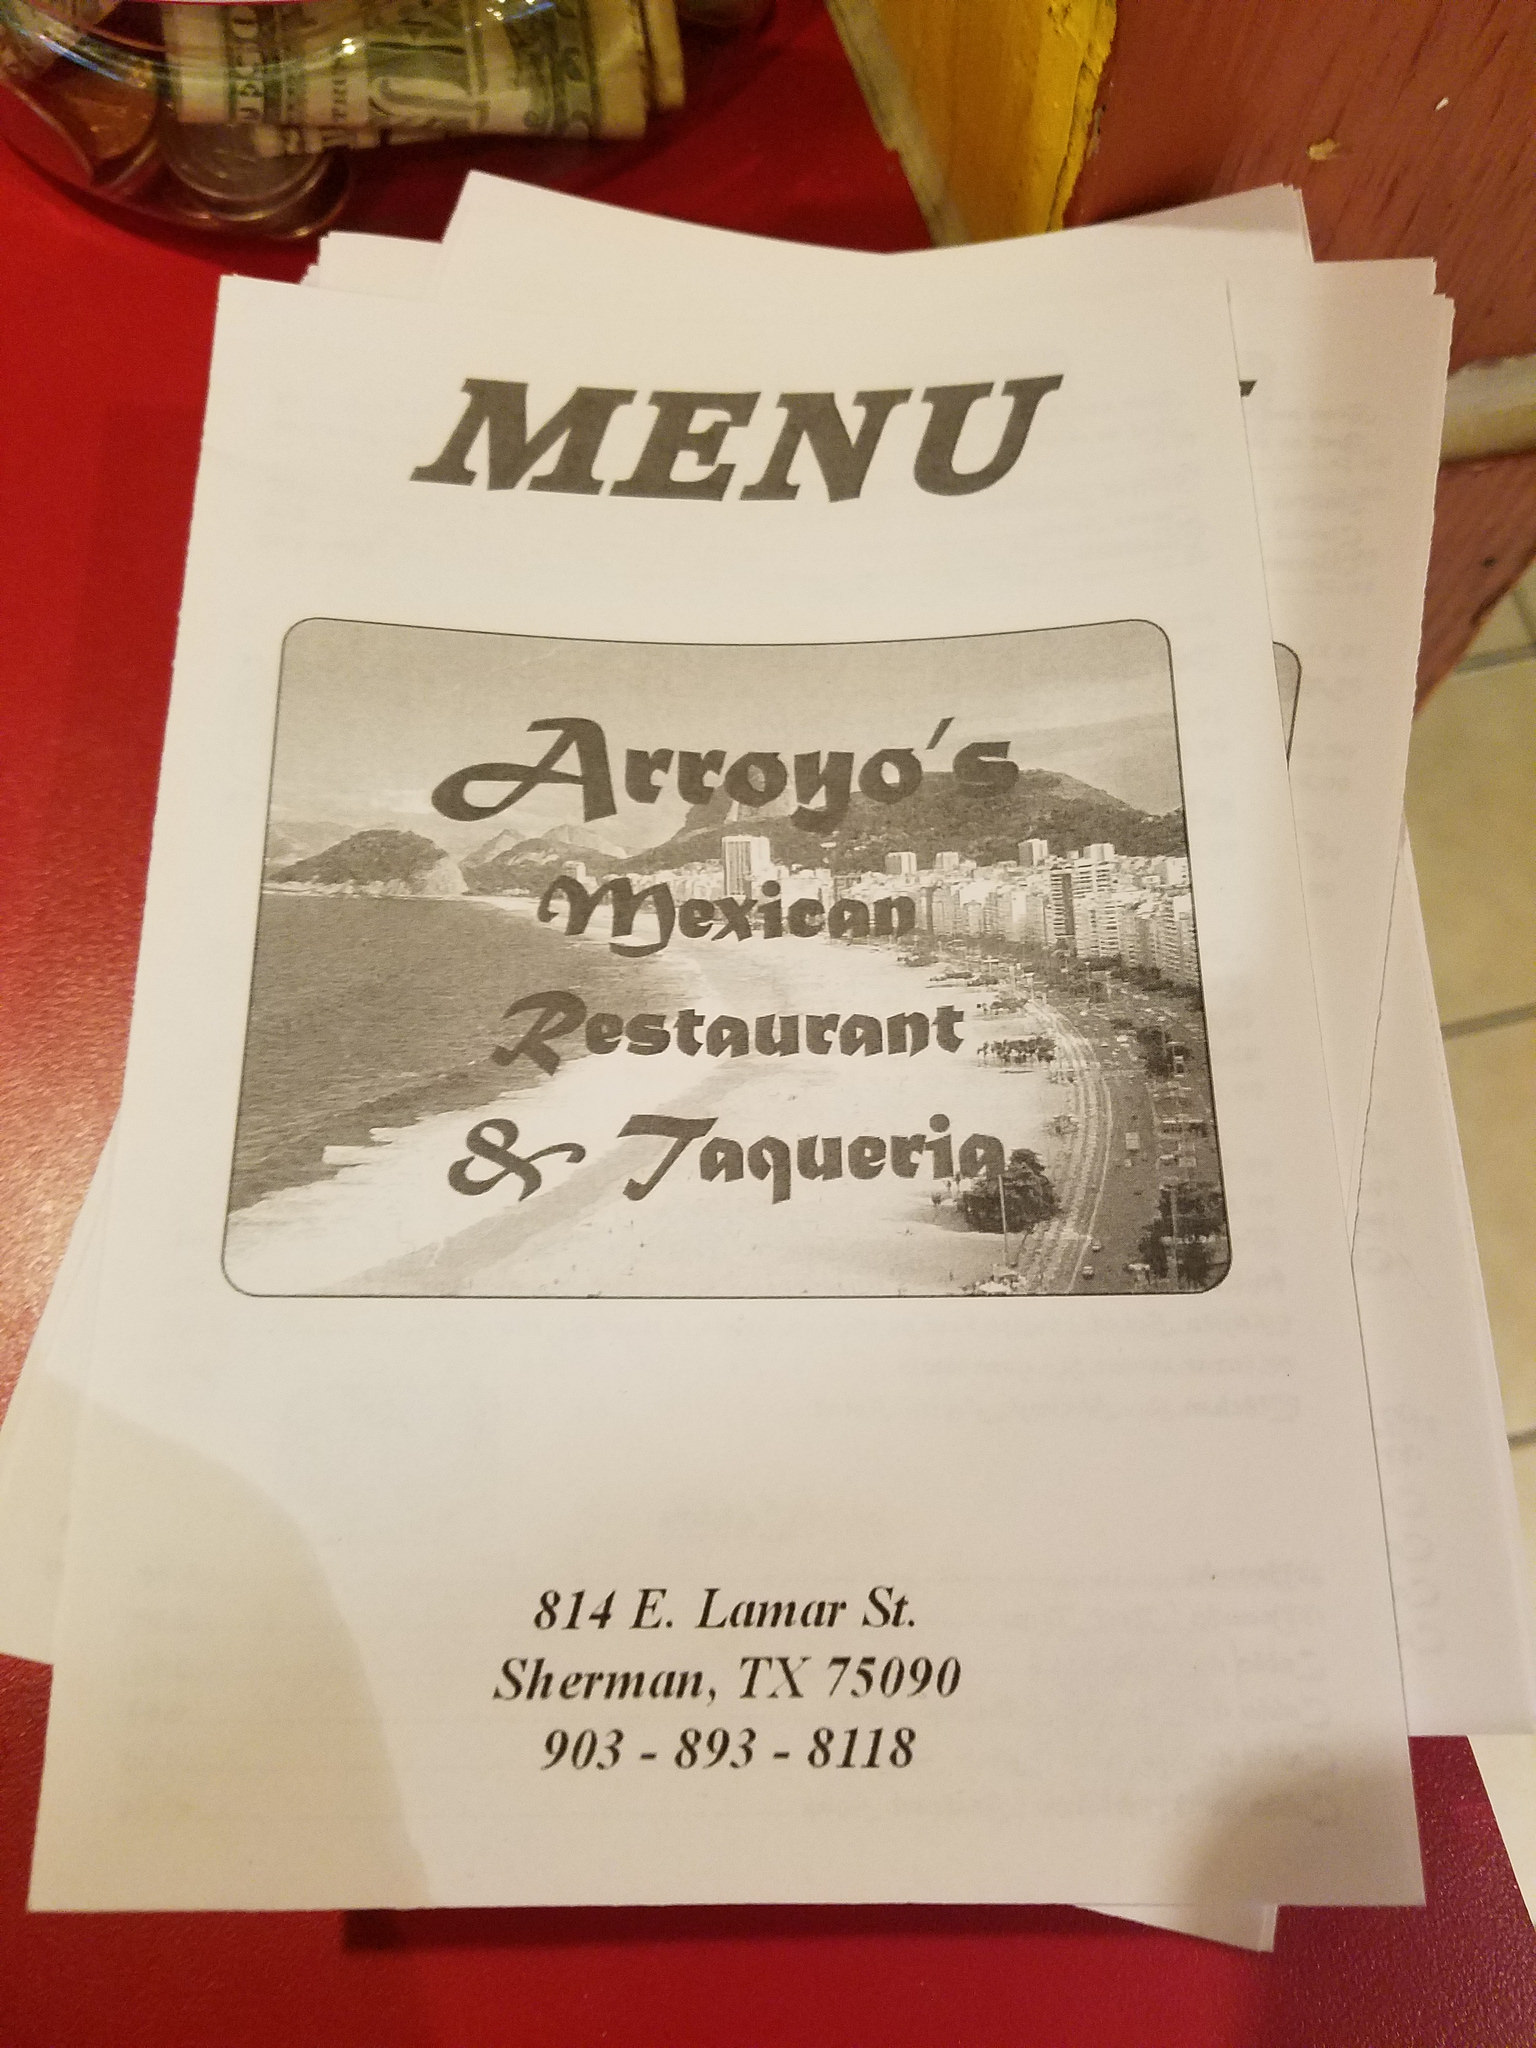 MENU
Arroyo's
Mexican
Restaurant
& Taqueria
814 E. Lamar St.
Sherman, TX 75090
903 - 893 - 8118